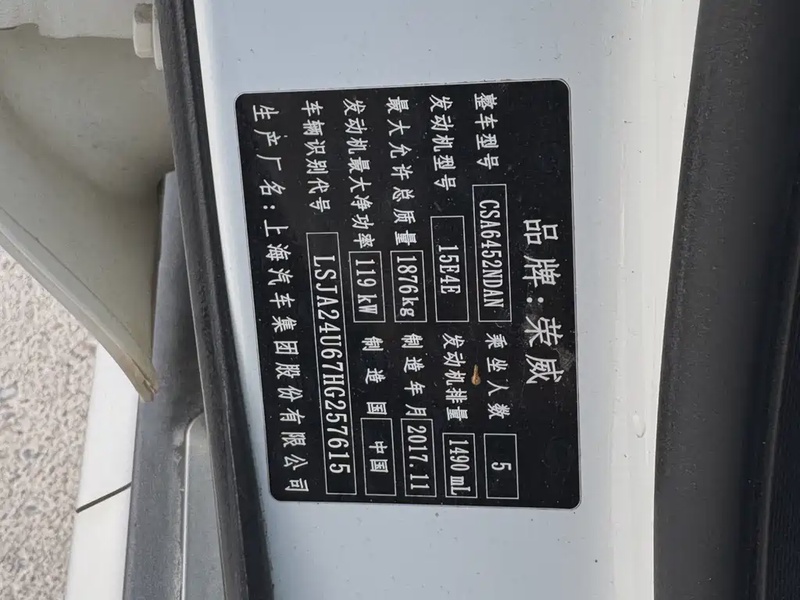 品牌:荣威
整车型号 CSA6452NDAN 乘坐人数 5
发动机型号 15E4E 发动机排量 1490 mL
最大允许总质量 1876kg 制造年月 2017.11
发动机最大净功率 119 kW 制造国 中国
车辆识别代号 LSJA24U67HG257615
生产厂名:上海汽车集团股份有限公司